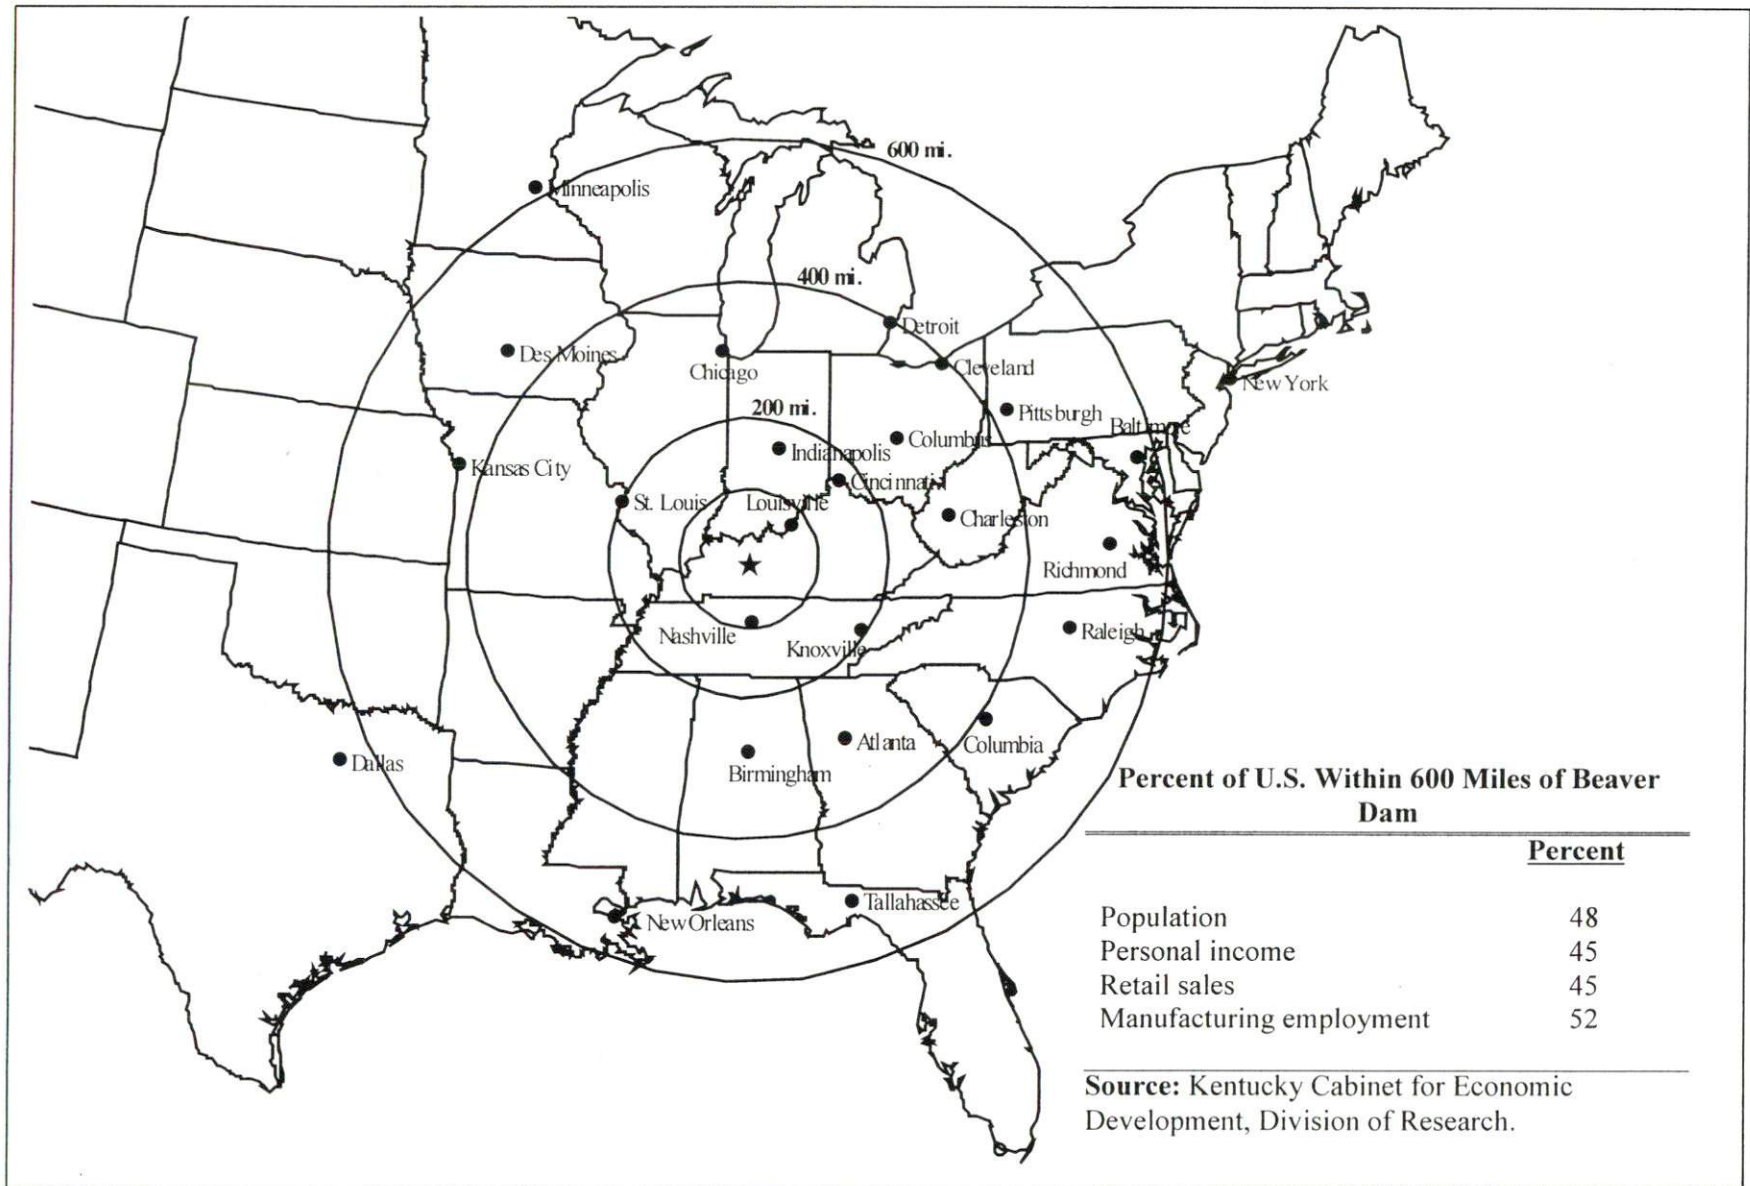 600 mi.
Minneapolis
400 mi.
Detroit
Des Moines
Chicago
Cleveland
New York
200 mi.
Pittsburgh
Baltimore
Columbus
Indianapolis
Kansas City
Cincinnati
St. Louis
Louisville
Charleston
Richmond
Nashville
Raleigh
Knoxville
Atlanta
Columbia
Dallas
Birmingham
Tallahassee
New Orleans
Percent of U.S. Within 600 Miles of Beaver
Dam
Percent
Population 48
Personal income 45
Retail sales 45
Manufacturing employment 52
Source: Kentucky Cabinet for Economic
Development, Division of Research.